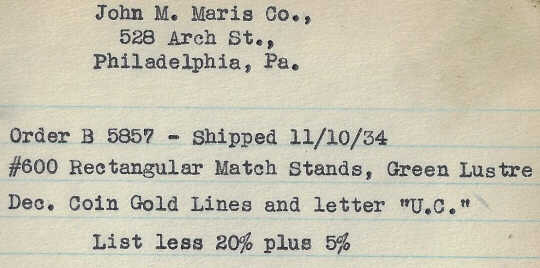 John M. Maris Co.,
528 Arch St.,
Philadelphia, Pa.
Order B 5857 - Shipped 11/10/34
#600 Rectangular Match Stands, Green Lustre
Dec. Coin Gold Lines and letter "U.C."
List less 20% plus 5%